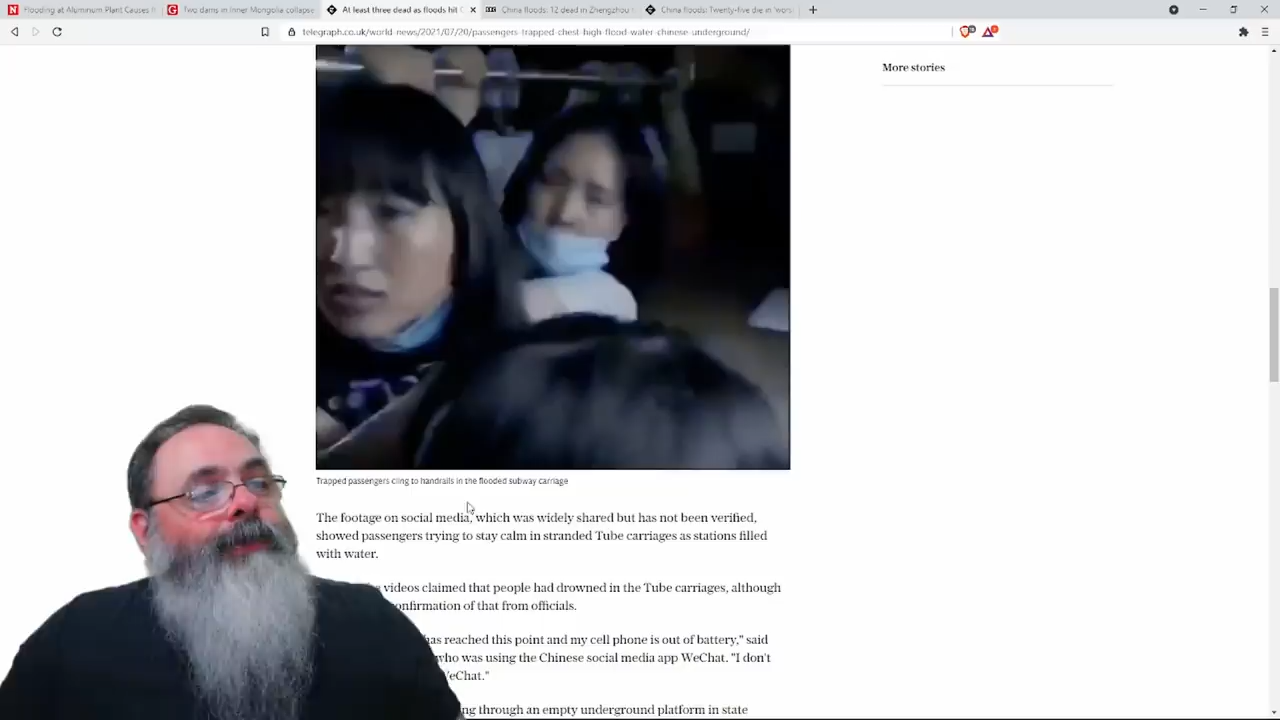 Flooding at Aluminum Plant Causes
Two dams in Inner Mongolia collapse
At least three dead as floods hit C
China floods: 12 dead in Zhengzhou
China floods: Twenty-five die in 'wors
telegraph.co.uk/world-news/2021/07/20/passengers-trapped-chest-high-flood-water-chinese-underground/
More stories
Trapped passengers cling to handrails in the flooded subway carriage
The footage on social media, which was widely shared but has not been verified,
showed passengers trying to stay calm in stranded Tube carriages as stations filled
with water.
videos claimed that people had drowned in the Tube carriages, although
confirmation of that from officials.
has reached this point and my cell phone is out of battery," said
who was using the Chinese social media app WeChat. "I don't
WeChat."
ng through an empty underground platform in state